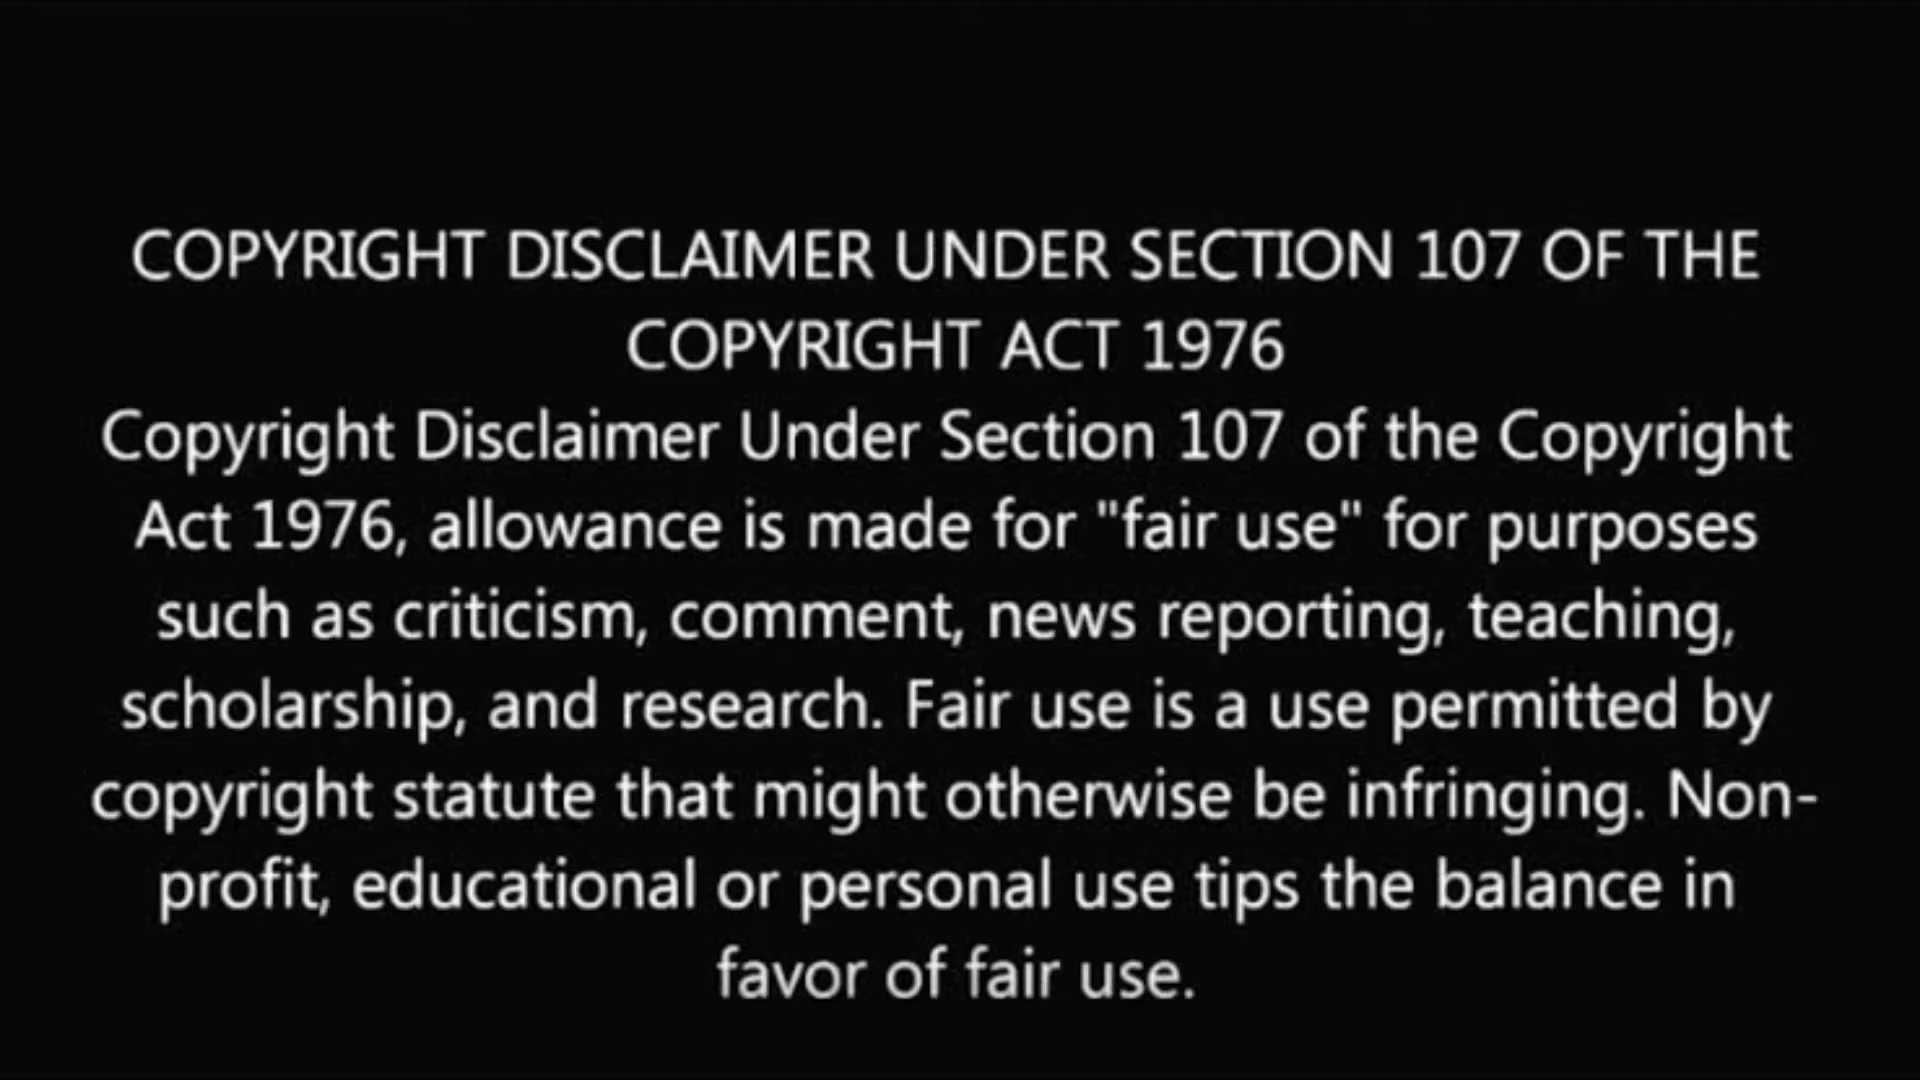 COPYRIGHT DISCLAIMER UNDER SECTION 107 OF THE
COPYRIGHT ACT 1976
Copyright Disclaimer Under Section 107 of the Copyright
Act 1976, allowance is made for "fair use" for purposes
such as criticism, comment, news reporting, teaching,
scholarship, and research. Fair use is a use permitted by
copyright statute that might otherwise be infringing. Non-
profit, educational or personal use tips the balance in
favor of fair use.